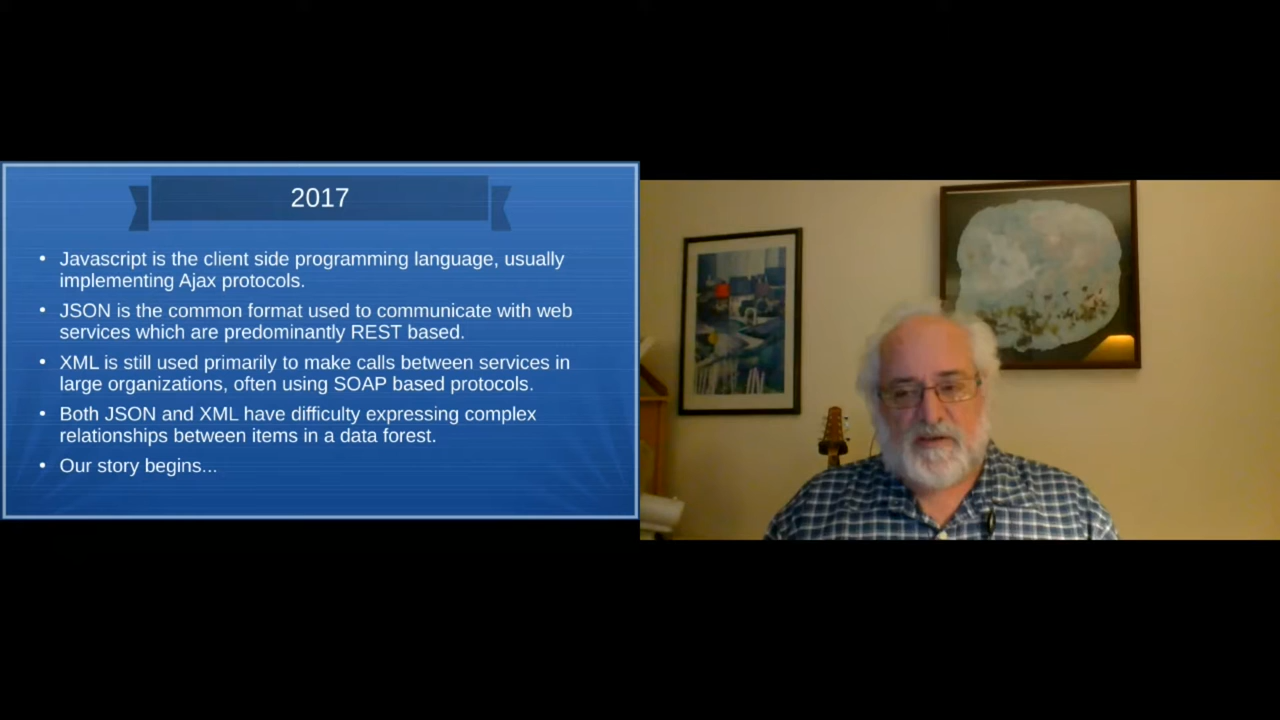 2017
• Javascript is the client side programming language, usually
implementing Ajax protocols.
• JSON is the common format used to communicate with web
services which are predominantly REST based.
• XML is still used primarily to make calls between services in
large organizations, often using SOAP based protocols.
• Both JSON and XML have difficulty expressing complex
relationships between items in a data forest.
• Our story begins...